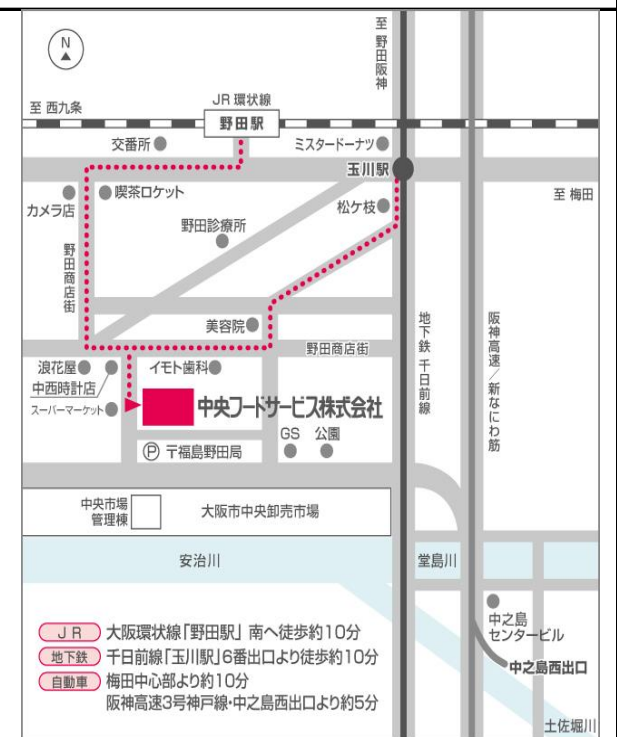 N
至 野田阪神
至 西九条
JR 環状線
野田駅
交番所
ミスタードーナツ
玉川駅
至 梅田
カメラ店
喫茶ロケット
松ケ枝
野田診療所
野田商店街
美容院
野田商店街
地下鉄 千日前線
阪神高速/新なにわ筋
浪花屋
中西時計店
イモト歯科
スーパーマーケット
中央フードサービス株式会社
GS 公園
P 〒福島野田局
中央市場
管理棟
大阪市中央卸売市場
安治川
堂島川
中之島
センタービル
中之島西出口
土佐堀川
JR 大阪環状線「野田駅」 南へ徒歩約10分
地下鉄 千日前線「玉川駅」6番出口より徒歩約10分
自動車 梅田中心部より約10分
阪神高速3号神戸線・中之島西出口より約5分